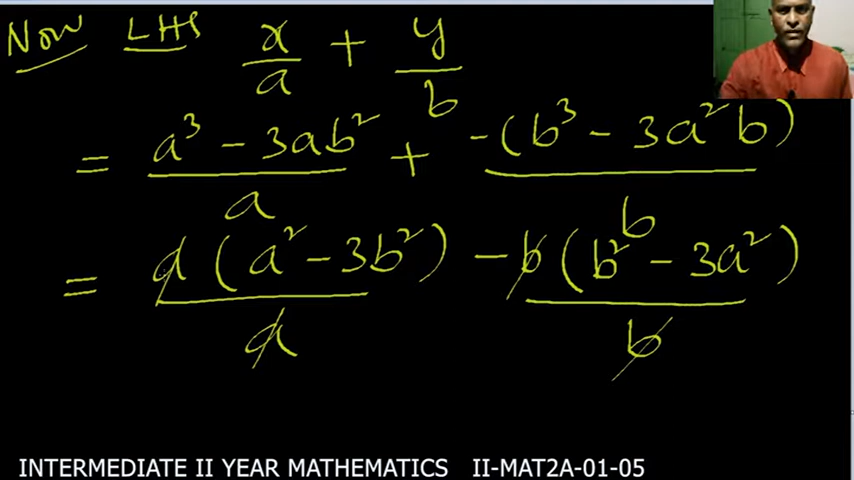 Now LHS x/a + y/b
= (a³ - 3ab²)/a + -(b³ - 3a²b)/b
= a(a² - 3b²)/a - b(b² - 3a²)/b
INTERMEDIATE II YEAR MATHEMATICS II-MAT2A-01-05